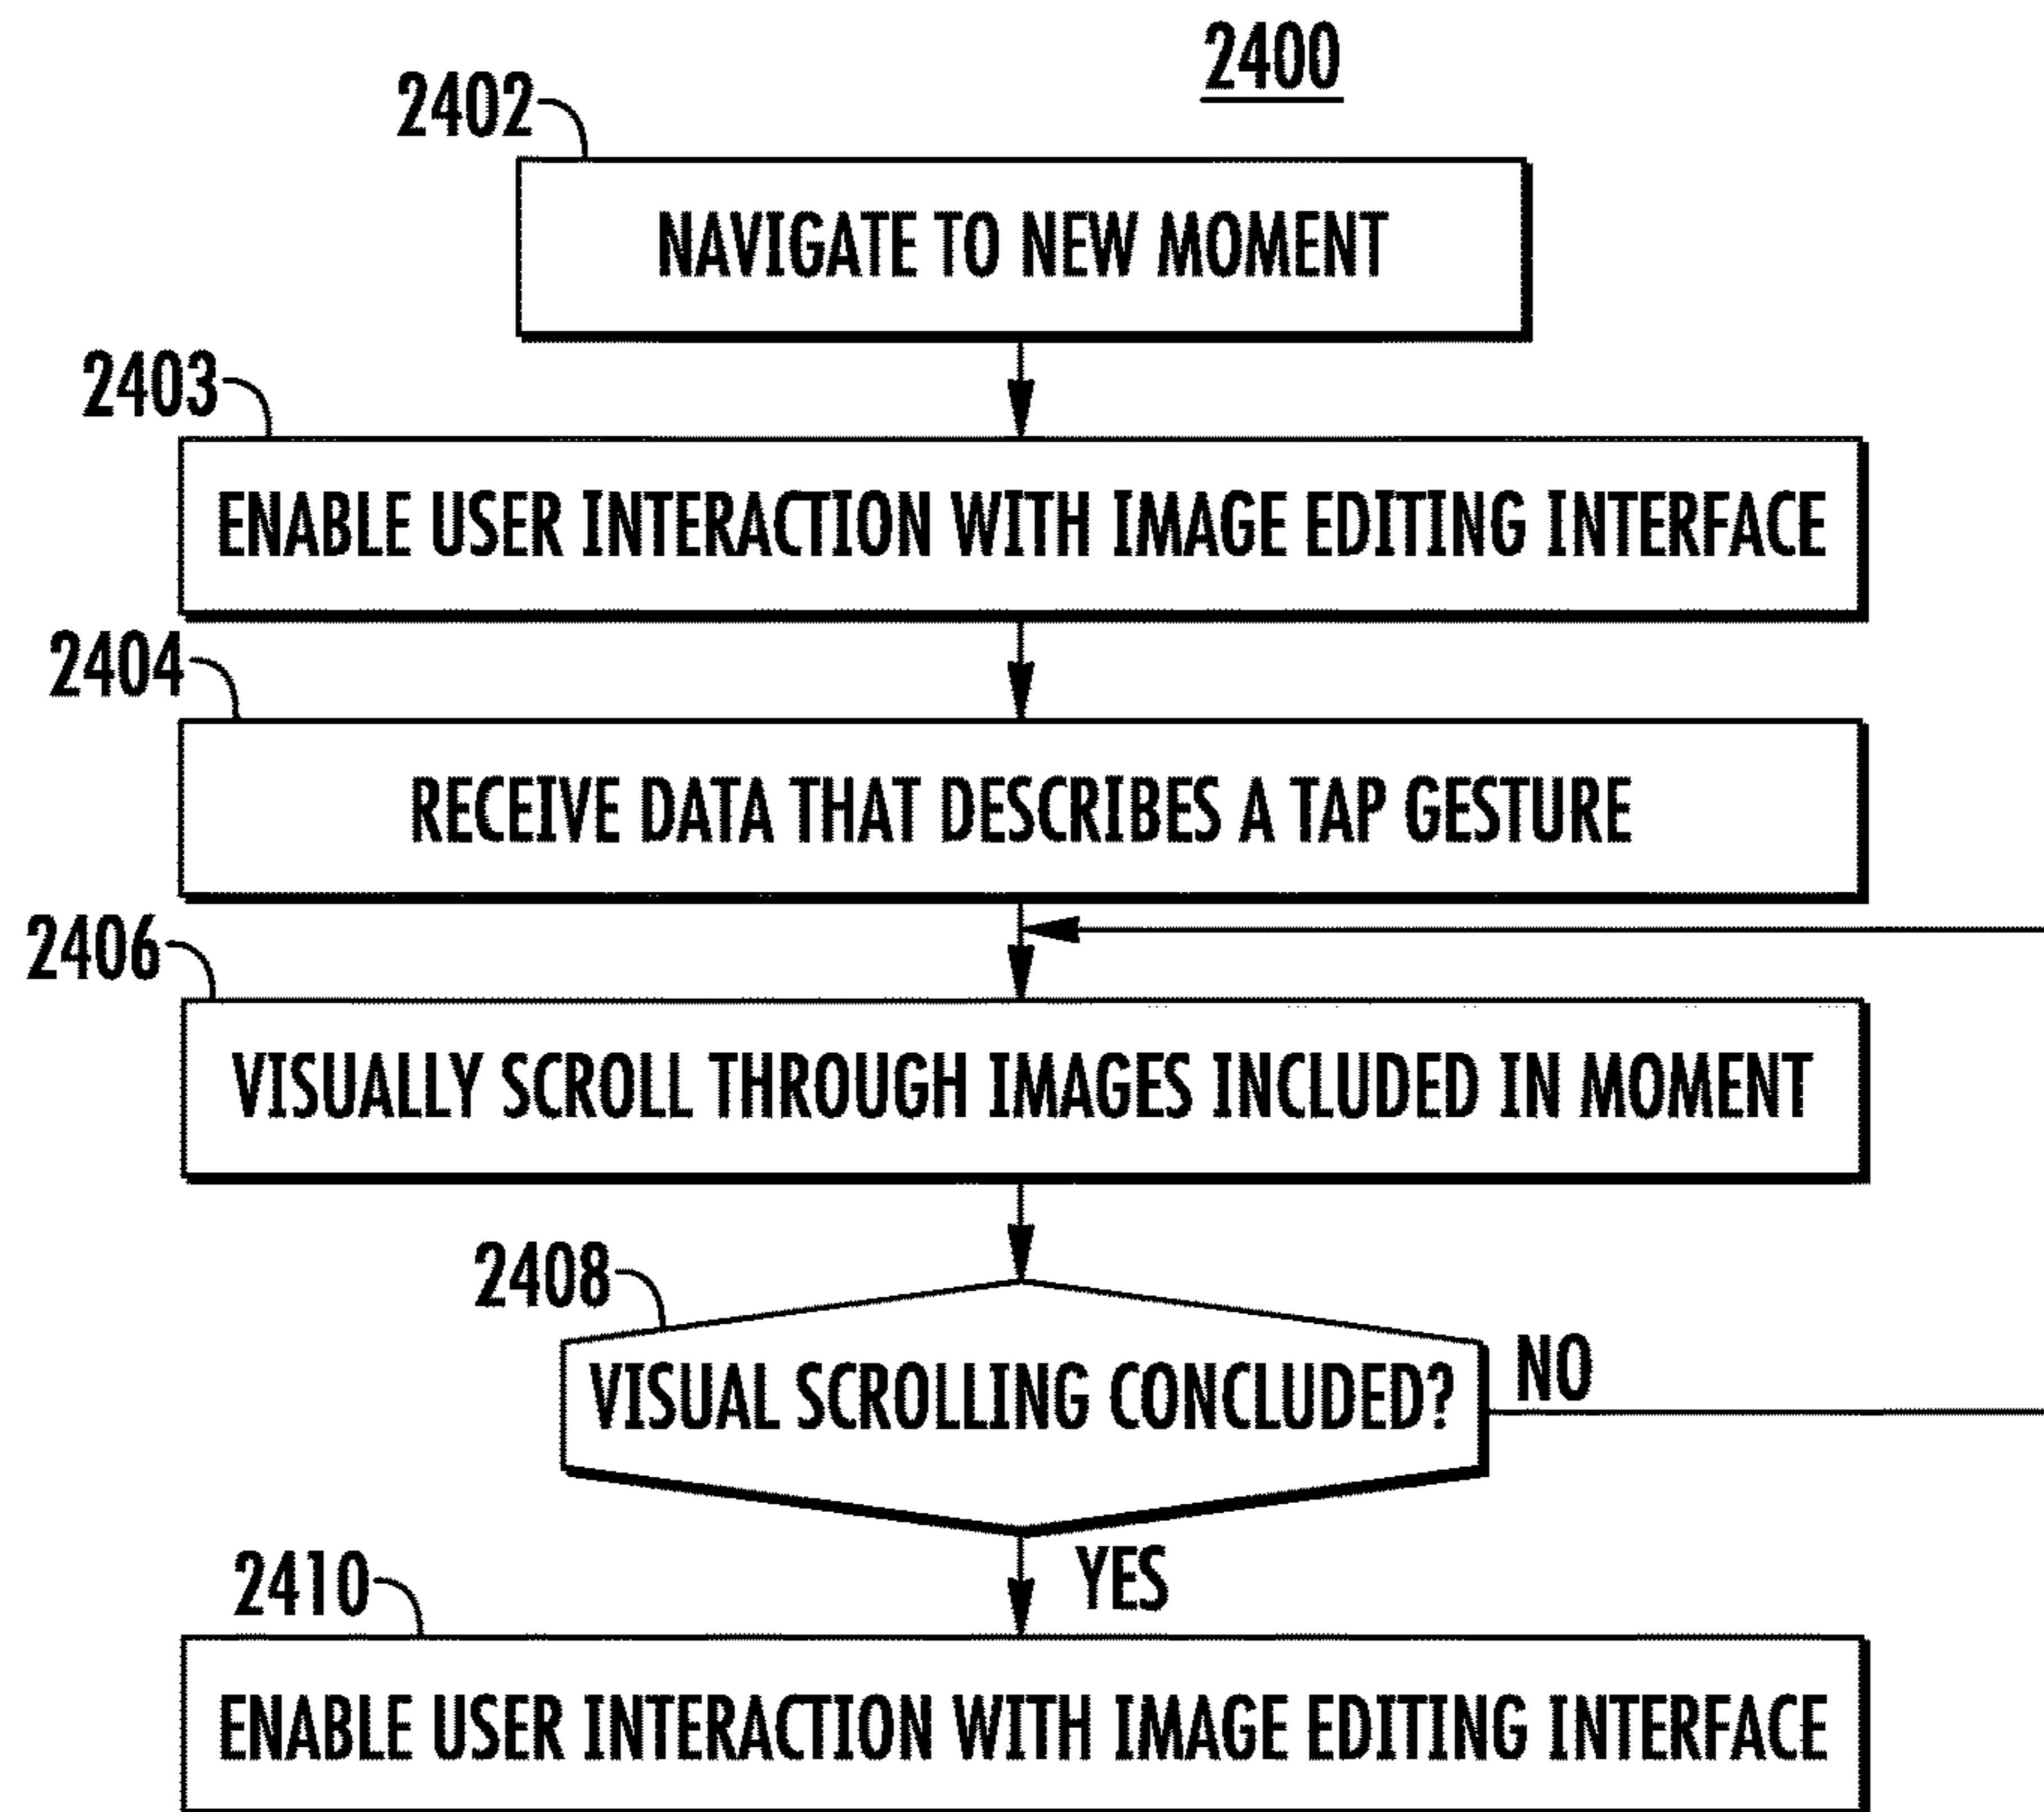 2400
2402
NAVIGATE TO NEW MOMENT
2403
ENABLE USER INTERACTION WITH IMAGE EDITING INTERFACE
2404
RECEIVE DATA THAT DESCRIBES A TAP GESTURE
2406
VISUALLY SCROLL THROUGH IMAGES INCLUDED IN MOMENT
2408
VISUAL SCROLLING CONCLUDED?
NO
YES
2410
ENABLE USER INTERACTION WITH IMAGE EDITING INTERFACE